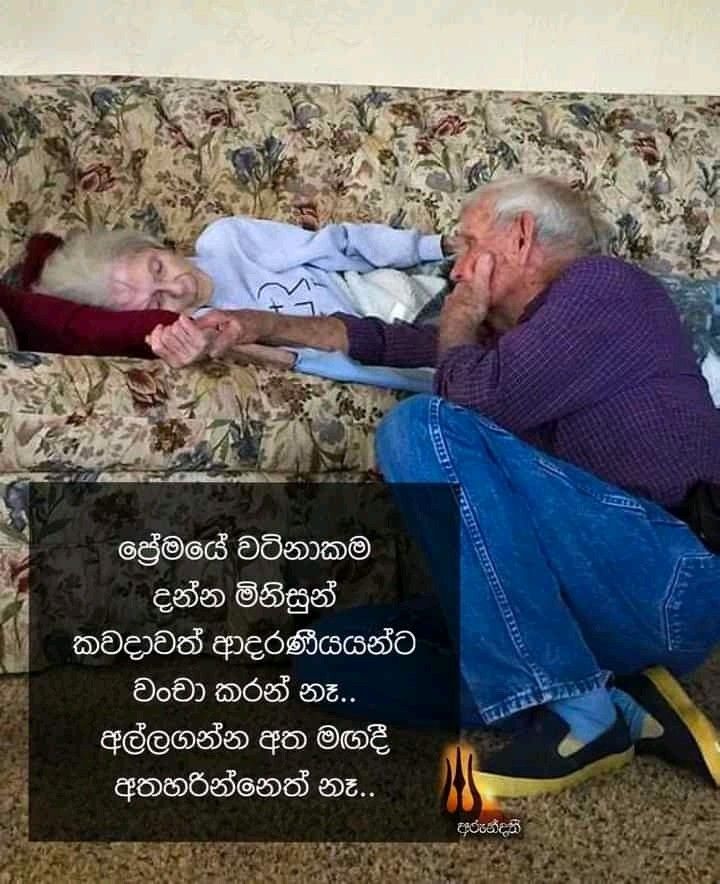 ප්‍රේමයේ වටිනාකම
දන්න මිනිසුන්
කවදාවත් ආදරණීයයන්ට
වංචා කරන් නෑ..
අල්ලගන්න අත මඟදී
අතහරින්නෙත් නෑ..
අරුන්දතී